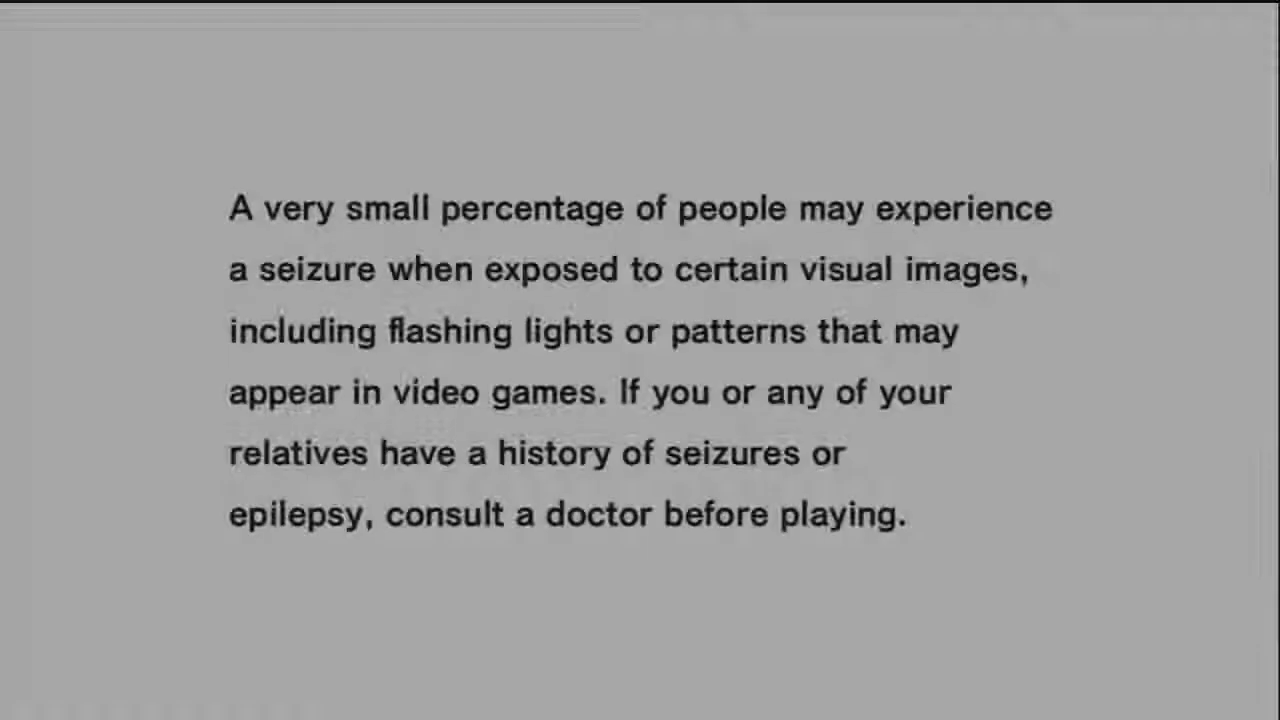 A very small percentage of people may experience
a seizure when exposed to certain visual images,
including flashing lights or patterns that may
appear in video games. If you or any of your
relatives have a history of seizures or
epilepsy, consult a doctor before playing.